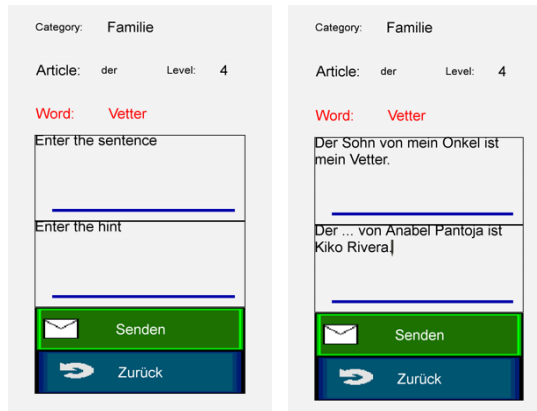 Category: Familie
Article: der Level: 4
Word: Vetter
Enter the sentence
Enter the hint
Senden
Zurück
Category: Familie
Article: der Level: 4
Word: Vetter
Der Sohn von mein Onkel ist
mein Vetter.
Der ... von Anabel Pantoja ist
Kiko Rivera.
Senden
Zurück